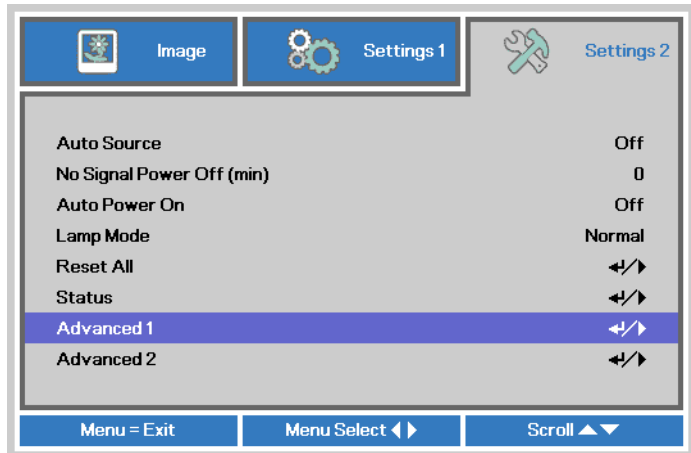 Image Settings 1 Settings 2
Auto Source Off
No Signal Power Off (min) 0
Auto Power On Off
Lamp Mode Normal
Reset All ↵/▶
Status ↵/▶
Advanced 1 ↵/▶
Advanced 2 ↵/▶
Menu = Exit Menu Select ◀▶ Scroll ▲▼